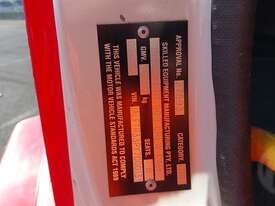 APPROVAL No. CATEGORY:
SKILLED EQUIPMENT MANUFACTURING PTY. LTD.
GMV. kg SEATS:
VIN.
THIS VEHICLE WAS MANUFACTURED TO COMPLY
WITH THE MOTOR VEHICLE STANDARDS ACT 1989